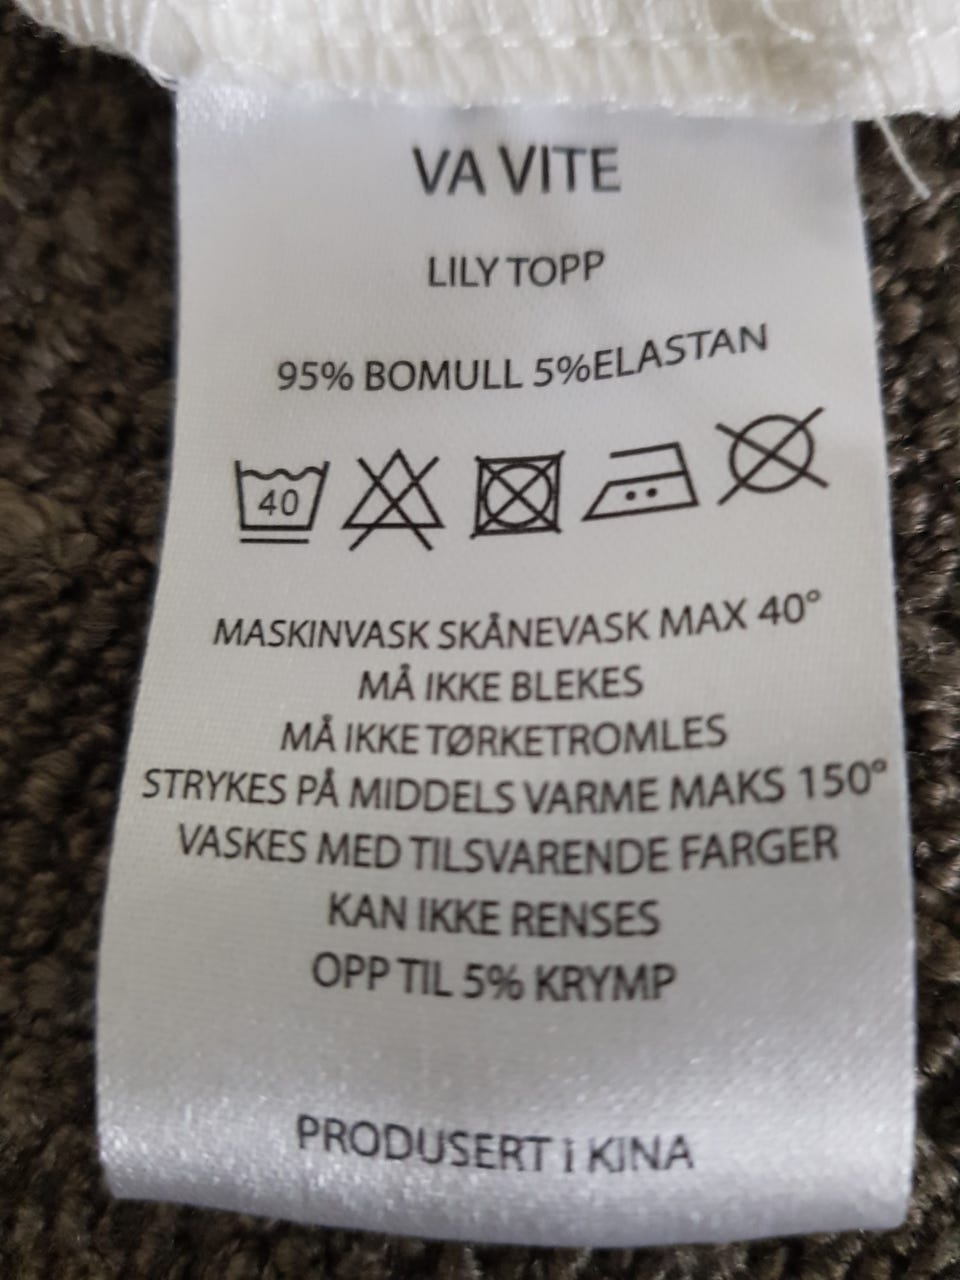 VA VITE
LILY TOPP
95% BOMULL 5%ELASTAN
40
MASKINVASK SKÅNEVASK MAX 40°
MÅ IKKE BLEKES
MÅ IKKE TØRKETROMLES
STRYKES PÅ MIDDELS VARME MAKS 150°
VASKES MED TILSVARENDE FARGER
KAN IKKE RENSES
OPP TIL 5% KRYMP
PRODUSERT i KINA